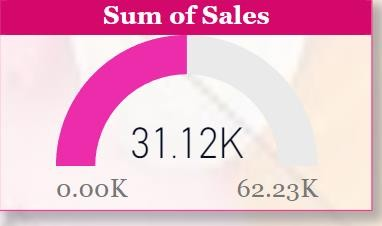 Sum of Sales
31.12K
0.00K 62.23K